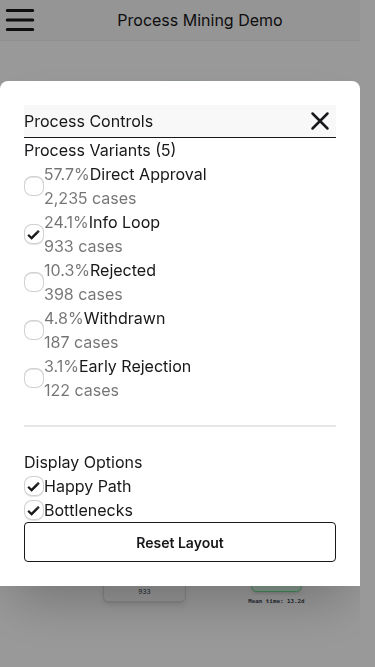 Process Mining Demo
Process Controls
Process Variants (5)
57.7%Direct Approval
2,235 cases
24.1%Info Loop
933 cases
10.3%Rejected
398 cases
4.8%Withdrawn
187 cases
3.1%Early Rejection
122 cases
Display Options
Happy Path
Bottlenecks
Reset Layout
933
Mean time: 13.2d